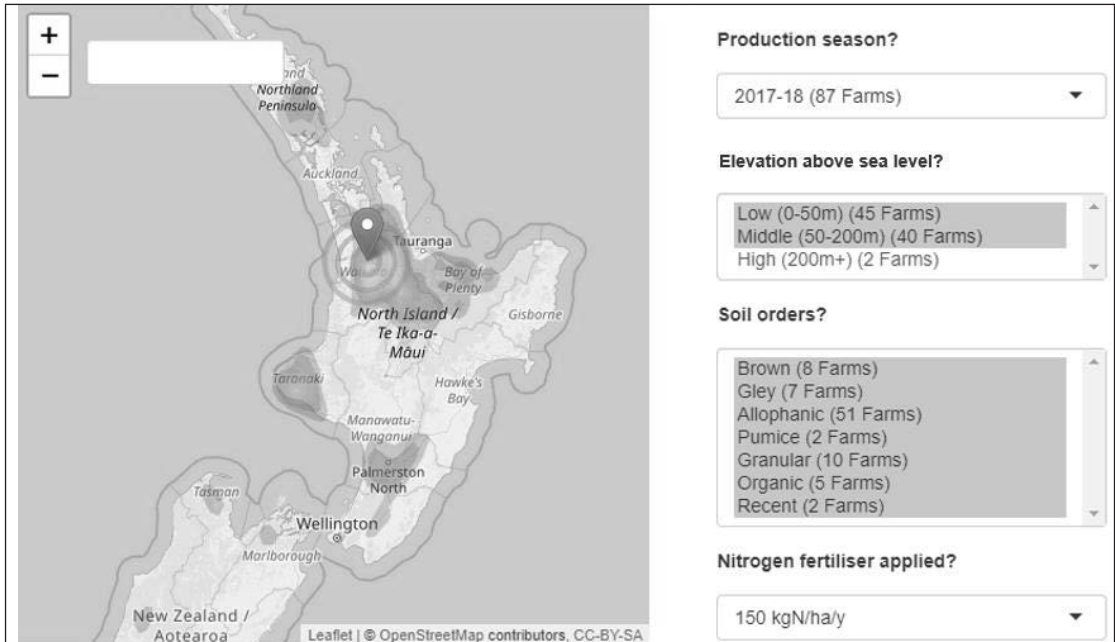 +
−
and
Northland
Peninsula
Auckland
Tauranga
Bay of
Plenty
North Island /
Te Ika-a-
Māui
Gisborne
Taranaki
Hawke's
Bay
Manawatu-
Wanganui
Palmerston
North
Tasman
Wellington
Marlborough
New Zealand /
Aotearoa
Leaflet | © OpenStreetMap contributors, CC-BY-SA
Production season?
2017-18 (87 Farms)
Elevation above sea level?
Low (0-50m) (45 Farms)
Middle (50-200m) (40 Farms)
High (200m+) (2 Farms)
Soil orders?
Brown (8 Farms)
Gley (7 Farms)
Allophanic (51 Farms)
Pumice (2 Farms)
Granular (10 Farms)
Organic (5 Farms)
Recent (2 Farms)
Nitrogen fertiliser applied?
150 kgN/ha/y